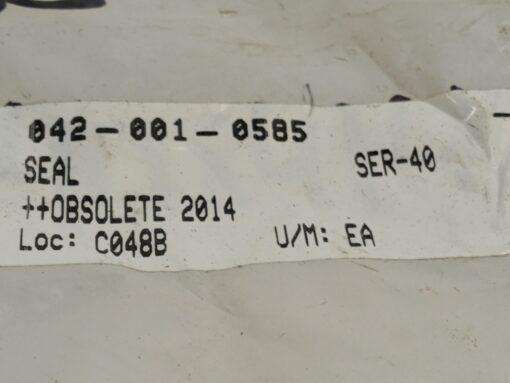 042-001-0585
SEAL SER-40
++OBSOLETE 2014
Loc: C048B U/M: EA